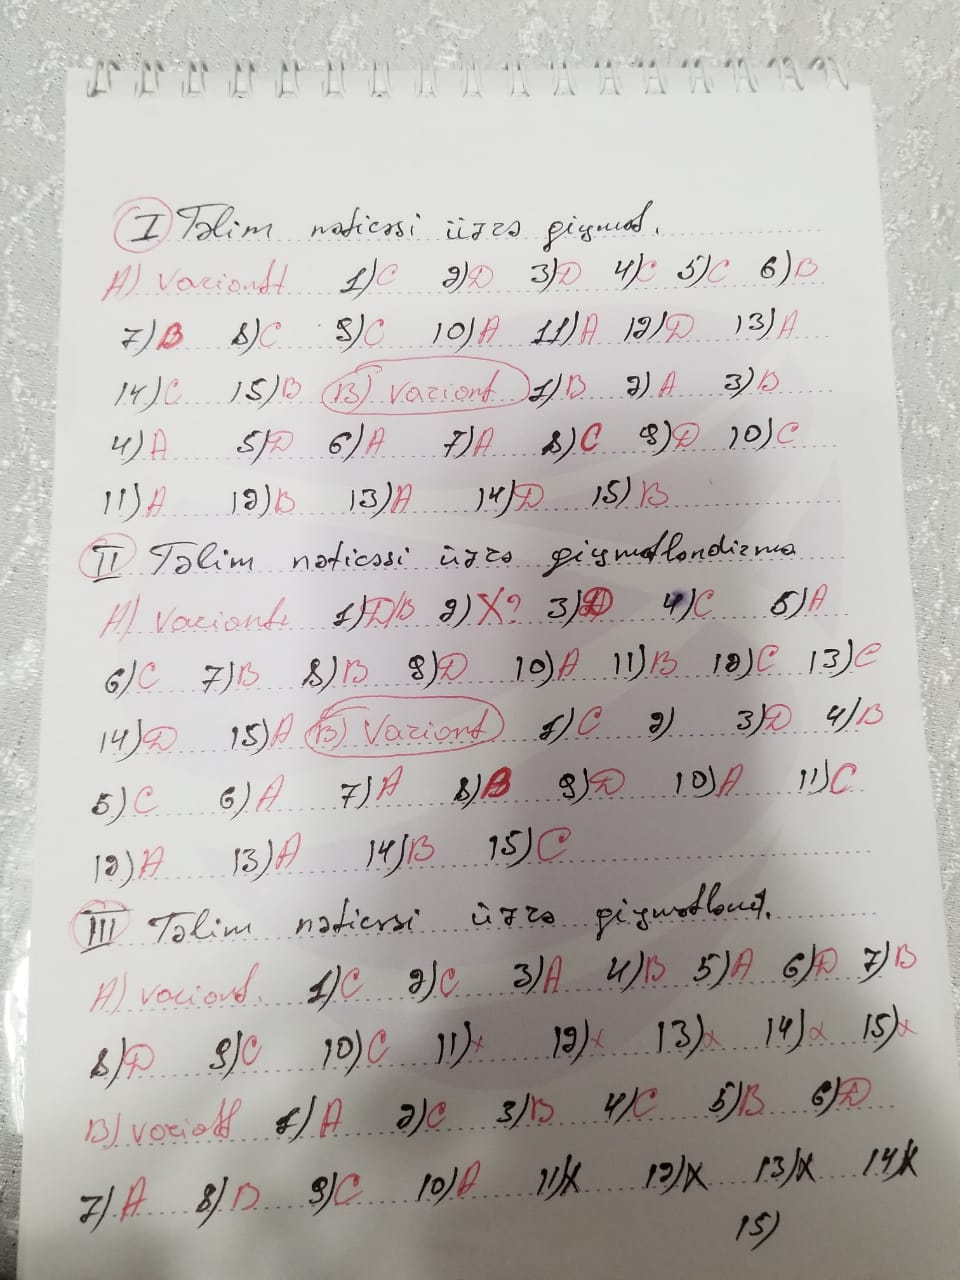 I Təlim nəticəsi üzrə qiymət.
A) Variant 1) C 2) D 3) D 4) C 5) C 6) B
7) B 8) C 9) C 10) A 11) A 12) D 13) A
14) C 15) B B) Variant 1) B 2) A 3) B
4) A 5) D 6) A 7) A 8) C 9) D 10) C
11) A 12) B 13) A 14) D 15) B
II Təlim nəticəsi üzrə qiymətləndirmə
A) Variant. 1) D/B 2) X? 3) D 4) C 5) A
6) C 7) B 8) B 9) D 10) A 11) B 12) C 13) C
14) D 15) A B) Variant 1) C 2) 3) D 4) B
5) C 6) A 7) A 8) B 9) D 10) A 11) C
12) A 13) A 14) B 15) C
III Təlim nəticəsi üzrə qiymətlənd.
A) variant. 1) C 2) C 3) A 4) B 5) A 6) D 7) B
8) D 9) C 10) C 11) x 12) x 13) x 14) x 15) x
B) variatt 1) A 2) C 3) B 4) C 5) B 6) D
7) A 8) B 9) C 10) A 11) X 12) X 13) X 14) X
15)